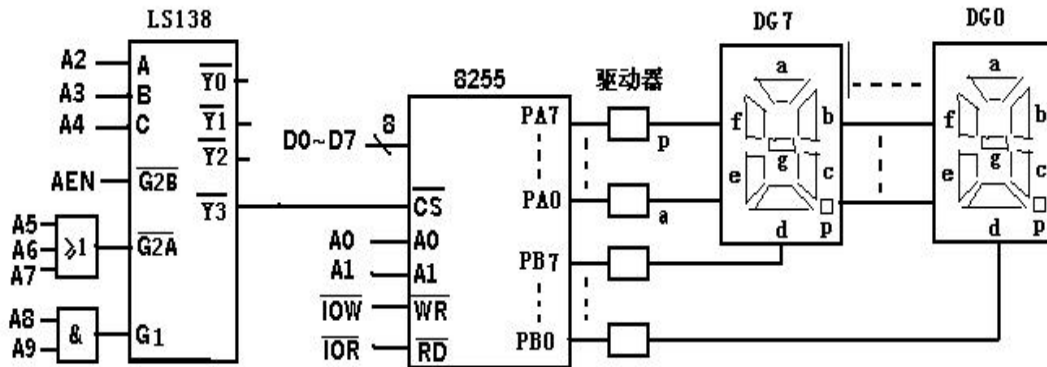 LS138
DG7
DG0
8255
驱动器
A2
A3
A4
AEN
A5
A6
A7
≥1
A8
A9
&
A
B
C
G2B
G2A
G1
Y0
Y1
Y2
Y3
D0~D7
8
A0
A1
IOW
IOR
CS
A0
A1
WR
RD
PA7
PA0
PB7
PB0
p
a
a
f
b
g
e
c
d
p
a
f
b
g
e
c
d
p